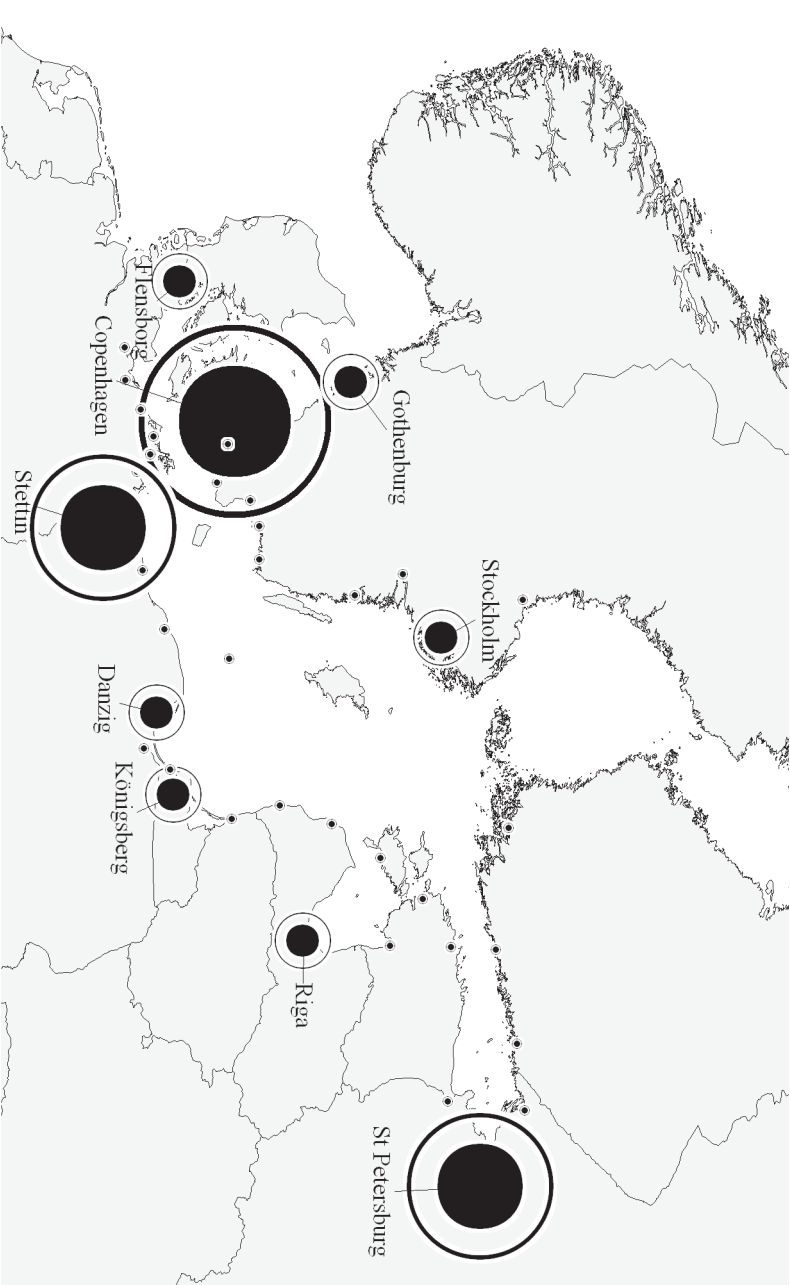 Flensborg
Copenhagen
Gothenburg
Stettin
Stockholm
Danzig
Königsberg
Riga
St Petersburg